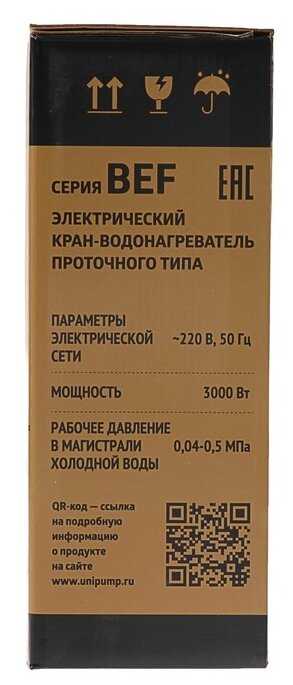 СЕРИЯ BEF
EAC
ЭЛЕКТРИЧЕСКИЙ
КРАН-ВОДОНАГРЕВАТЕЛЬ
ПРОТОЧНОГО ТИПА
ПАРАМЕТРЫ
ЭЛЕКТРИЧЕСКОЙ
СЕТИ
~220 В, 50 Гц
МОЩНОСТЬ
3000 Вт
РАБОЧЕЕ ДАВЛЕНИЕ
В МАГИСТРАЛИ
ХОЛОДНОЙ ВОДЫ
0,04-0,5 МПа
QR-код — ссылка
на подробную
информацию
о продукте
на сайте
www.unipump.ru